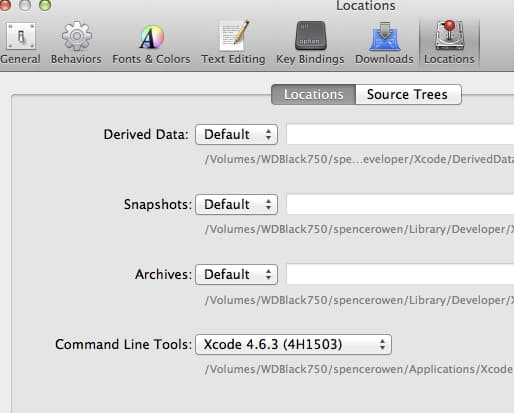 Locations
General Behaviors Fonts & Colors Text Editing Key Bindings Downloads Locations
option
Locations Source Trees
Derived Data: Default
/Volumes/WDBlack750/spe...eveloper/Xcode/DerivedData
Snapshots: Default
/Volumes/WDBlack750/spencerowen/Library/Developer/X
Archives: Default
/Volumes/WDBlack750/spencerowen/Library/Developer/X
Command Line Tools: Xcode 4.6.3 (4H1503)
/Volumes/WDBlack750/spencerowen/Applications/Xcode